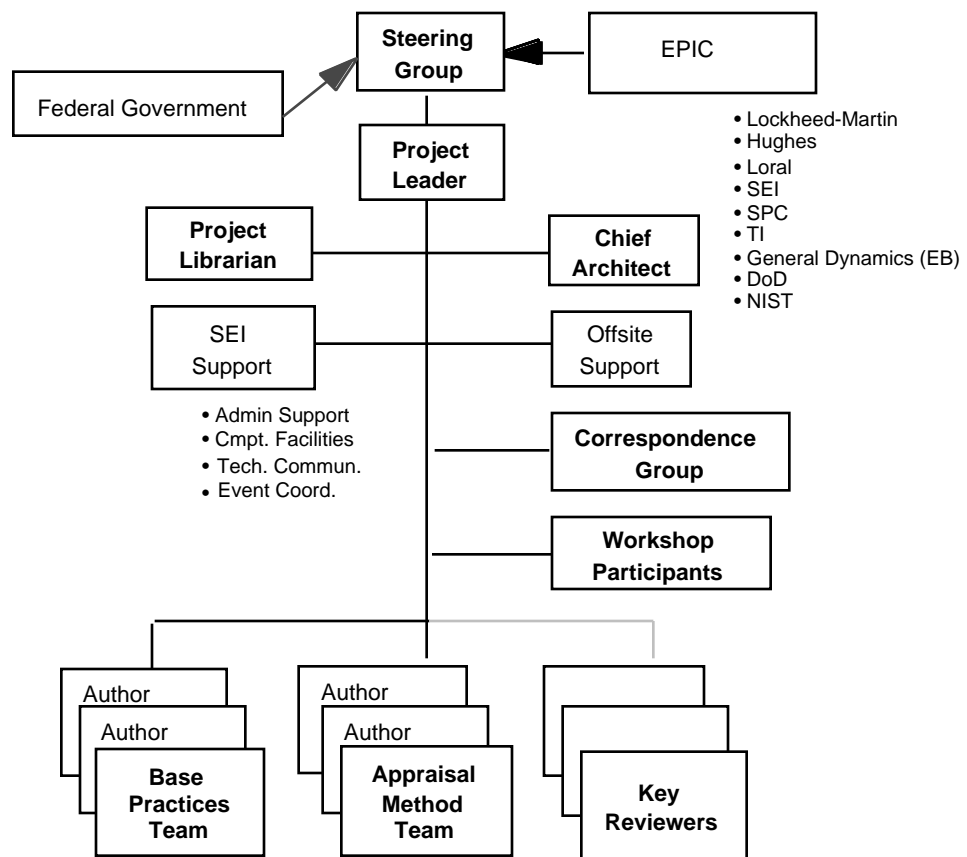 Steering
Group
EPIC
Federal Government
• Lockheed-Martin
• Hughes
• Loral
• SEI
• SPC
• TI
• General Dynamics (EB)
• DoD
• NIST
Project
Leader
Project
Librarian
Chief
Architect
SEI
Support
Offsite
Support
• Admin Support
• Cmpt. Facilities
• Tech. Commun.
• Event Coord.
Correspondence
Group
Workshop
Participants
Author
Author
Base
Practices
Team
Author
Author
Appraisal
Method
Team
Key
Reviewers